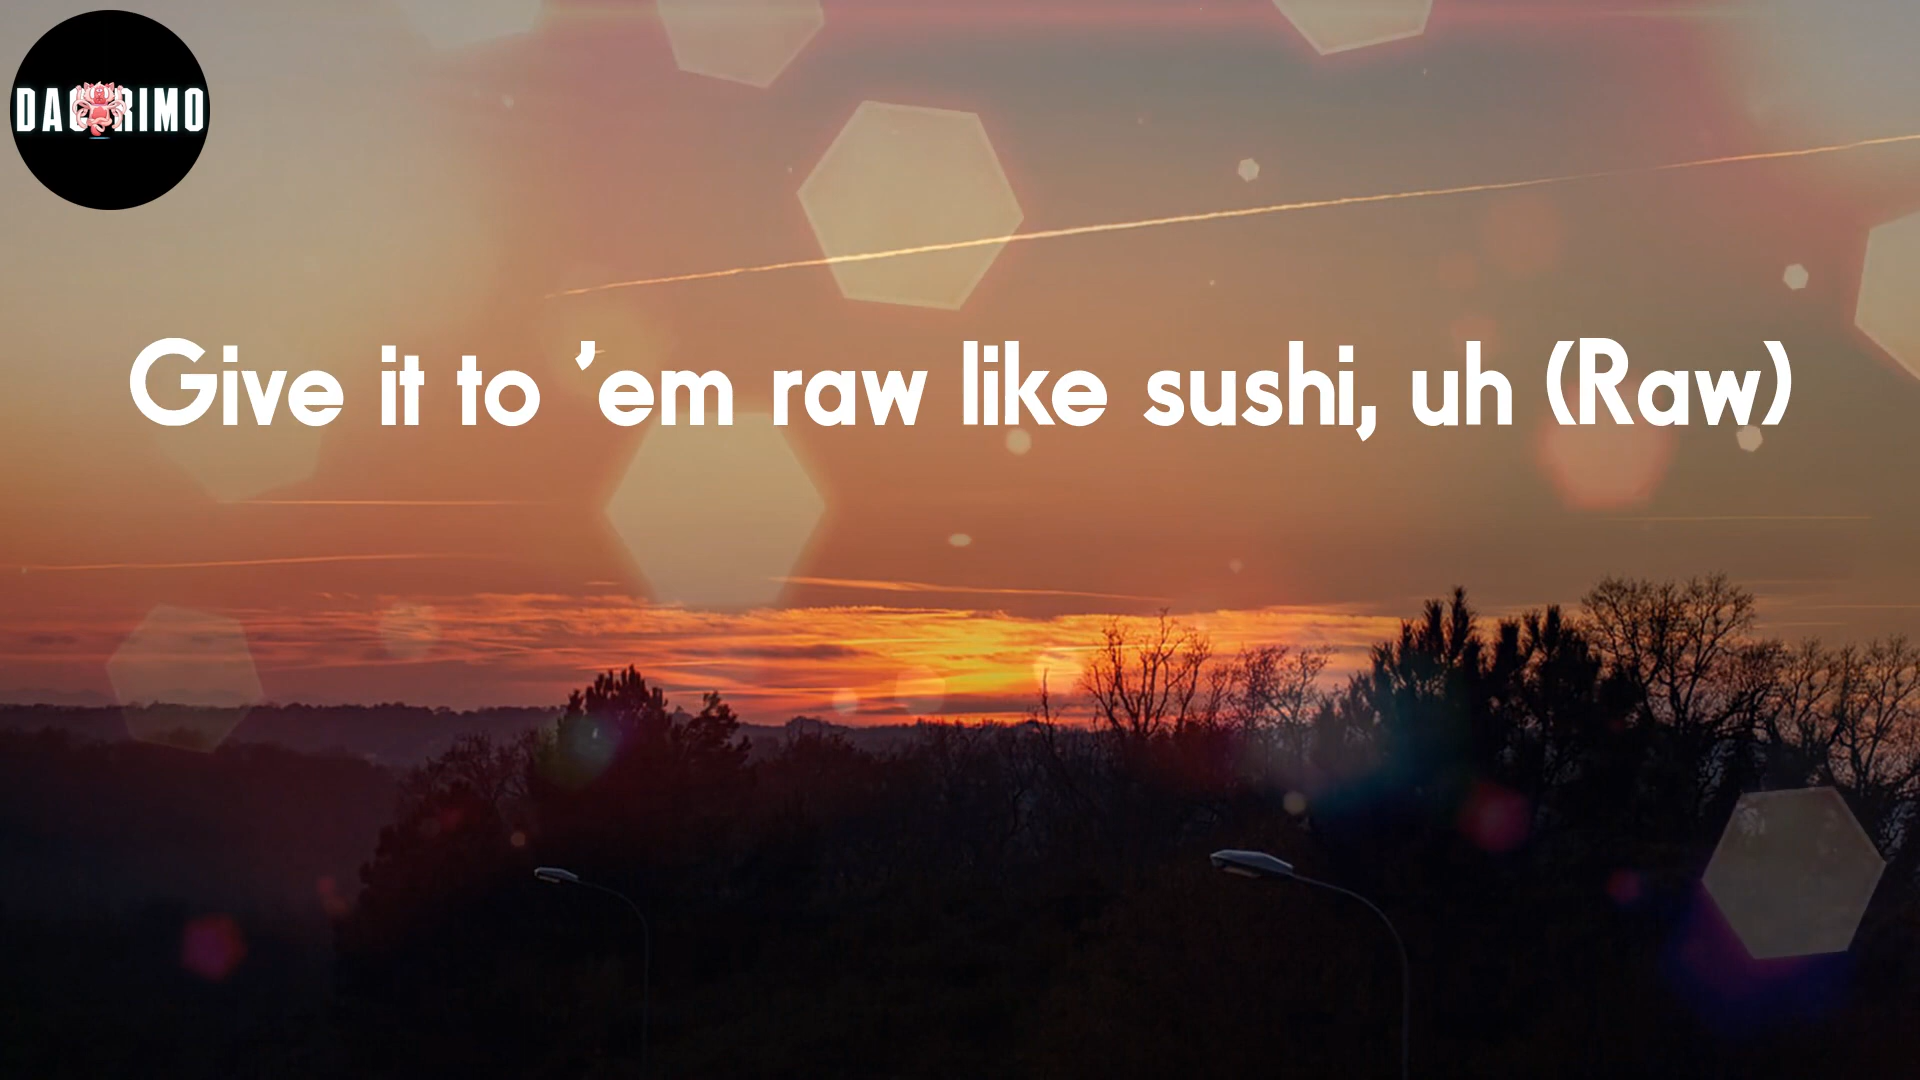 Give it to ’em raw like sushi, uh (Raw)